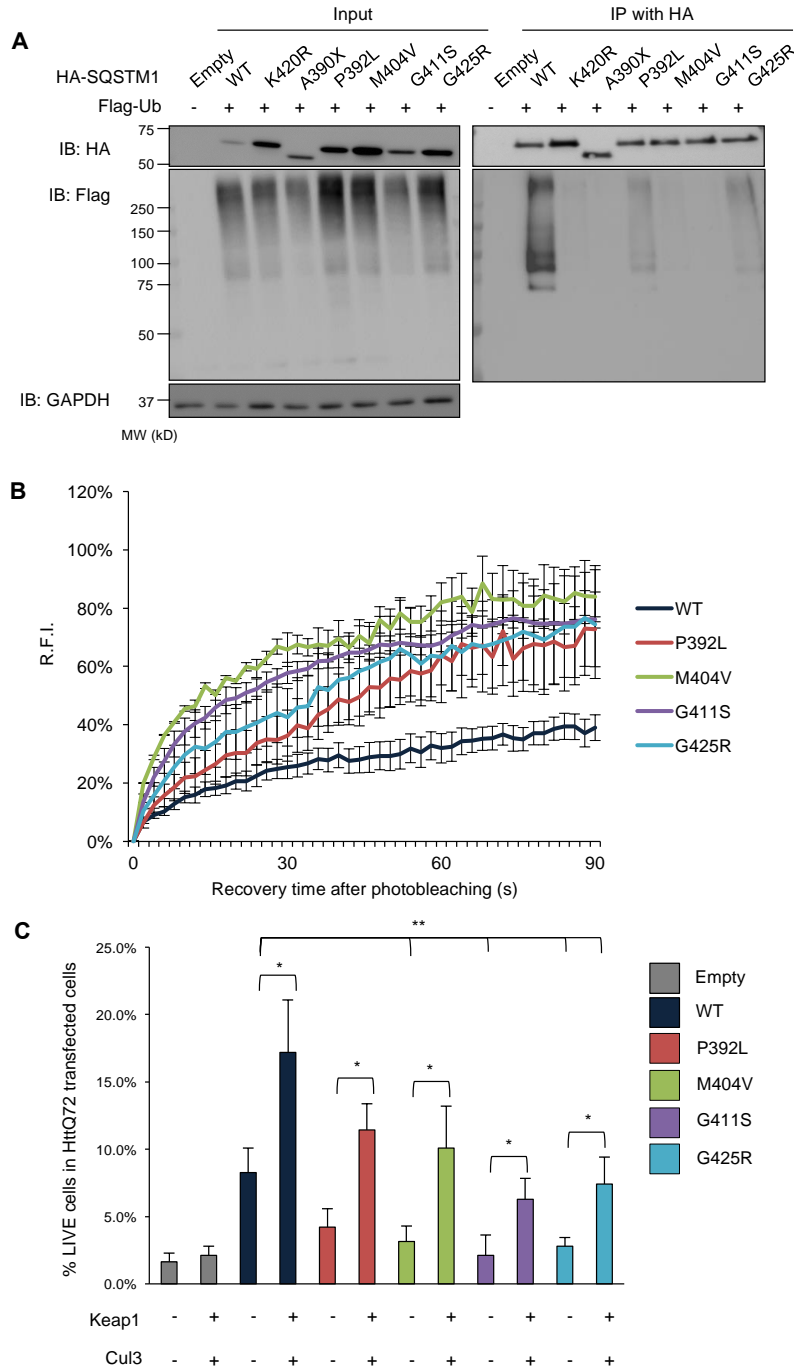 A
Input
IP with HA
HA-SQSTM1
Empty WT K420R A390X P392L M404V G411S G425R
Empty WT K420R A390X P392L M404V G411S G425R
Flag-Ub
- + + + + + + +
- + + + + + +
IB: HA
75
50
IB: Flag
250
150
MW
75
50
IB: GAPDH
37
MW (kD)
B
120%
100%
80%
60%
40%
20%
0%
R.F.I.
0 30 60 90
Recovery time after photobleaching (s)
WT
P392L
M404V
G411S
G425R
C
% LIVE cells in HttQ72 transfected cells
25.0%
20.0%
15.0%
10.0%
5.0%
0.0%
**
*
*
*
*
*
Empty
WT
P392L
M404V
G411S
G425R
Keap1 - + - + - + - + - + - +
Cul3 - + - + - + - + - + - +